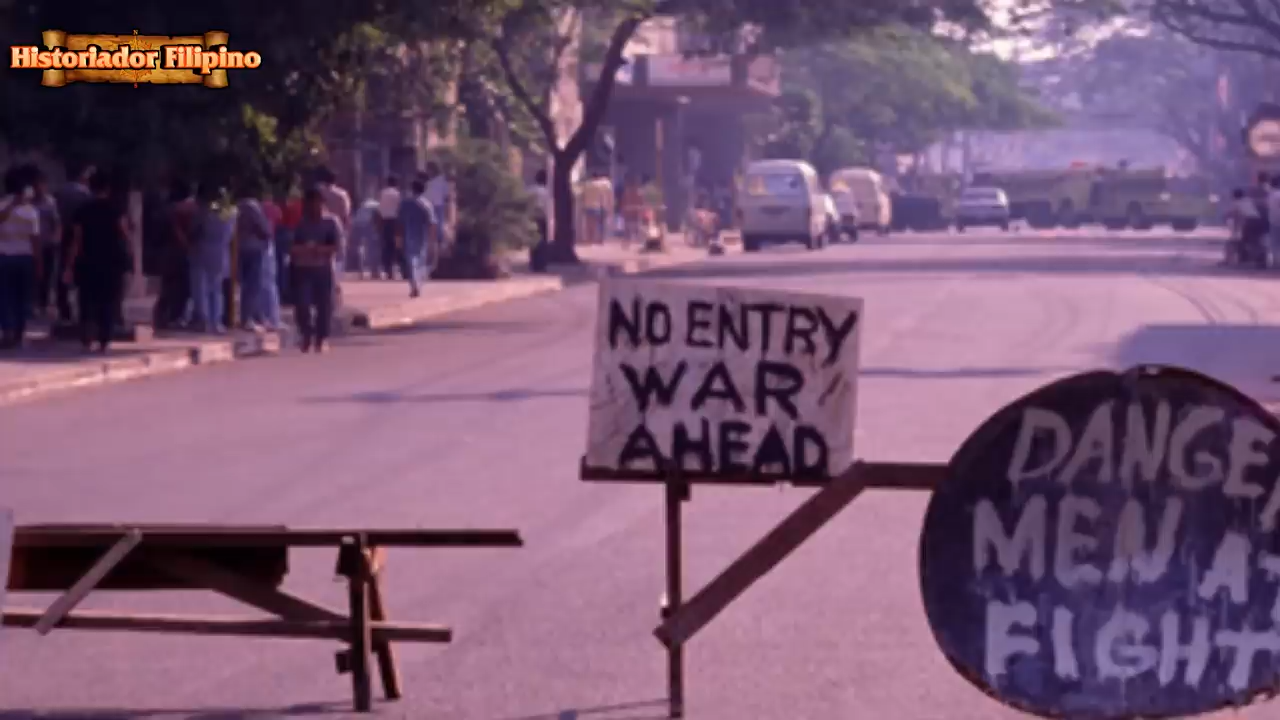 Historiador Filipino
NO ENTRY
WAR
AHEAD
DANGE
MEN A
FIGHT